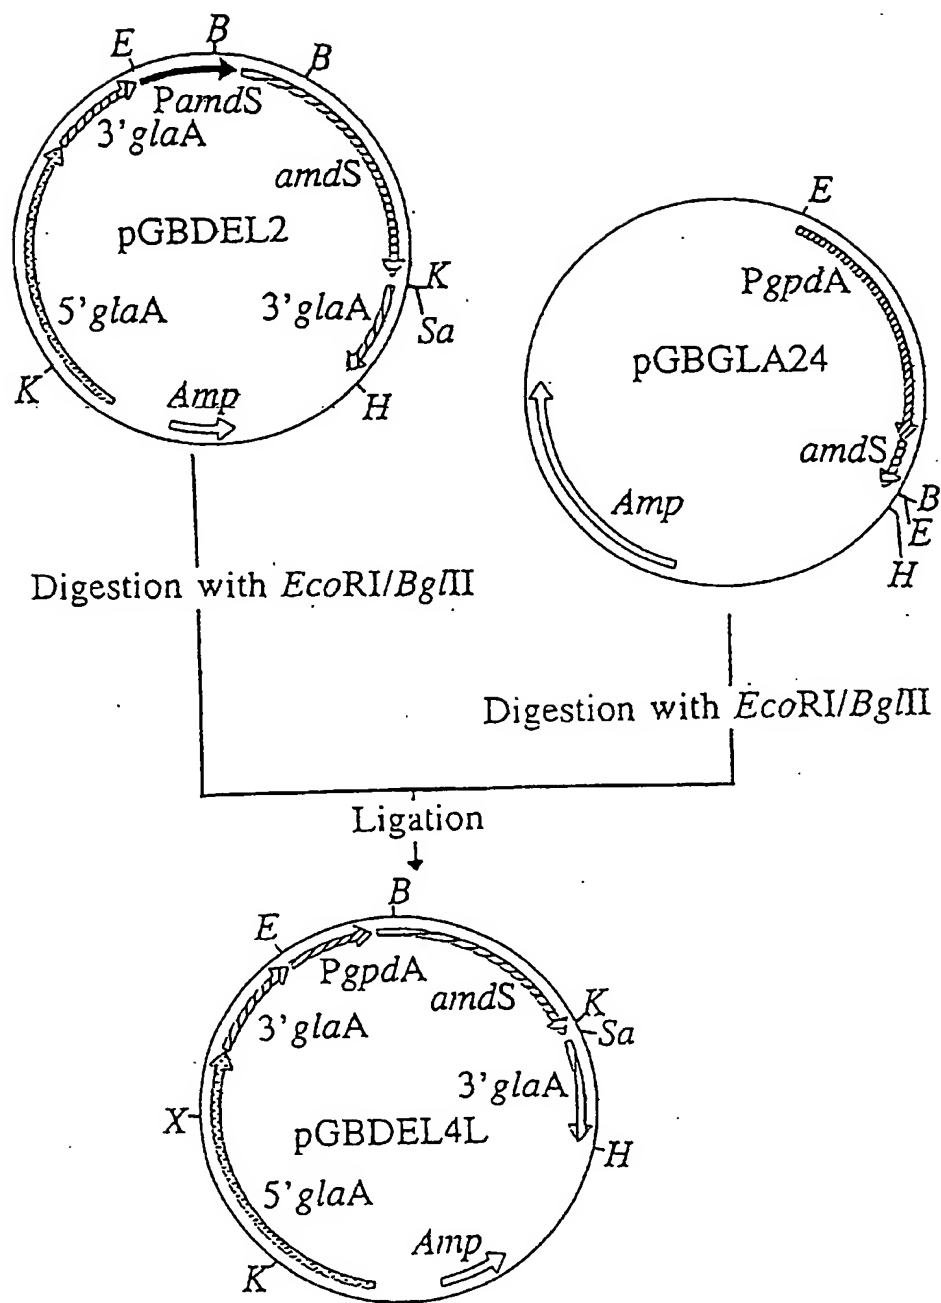 E
B
B
PamdS
3'glaA
amdS
pGBDEL2
K
Sa
3'glaA
5'glaA
K
H
Amp
E
PgpdA
pGBGLA24
amdS
B
E
H
Amp
Digestion with EcoRI/BglII
Digestion with EcoRI/BglII
Ligation
B
E
PgpdA
amdS
K
Sa
3'glaA
3'glaA
X
pGBDEL4L
H
5'glaA
Amp
K